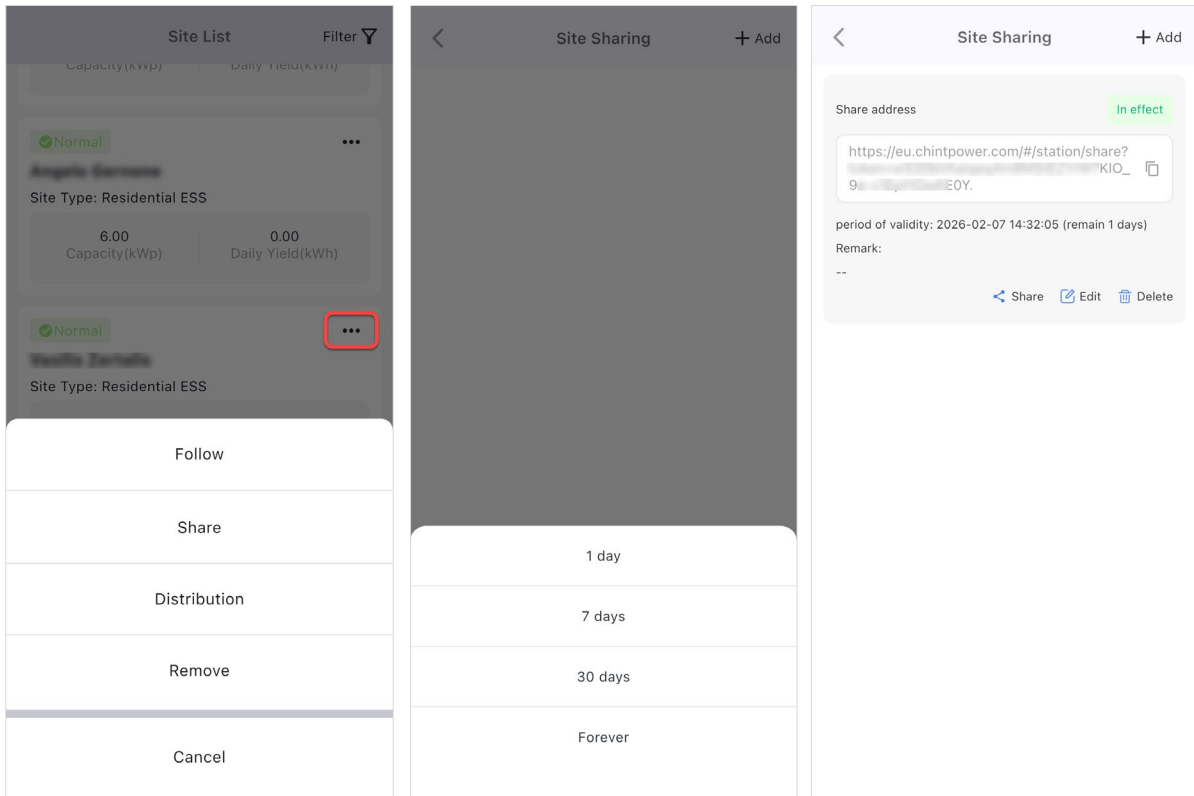 Site List
Filter
Capacity(kWp) Daily Yield(kWh)
Normal
•••
Site Type: Residential ESS
6.00 0.00
Capacity(kWp) Daily Yield(kWh)
Normal
•••
Site Type: Residential ESS
Follow
Share
Distribution
Remove
Cancel
Site Sharing
+ Add
1 day
7 days
30 days
Forever
Site Sharing
+ Add
Share address
In effect
https://eu.chintpower.com/#/station/share?
KIO_
9 E0Y.
period of validity: 2026-02-07 14:32:05 (remain 1 days)
Remark:
--
Share Edit Delete